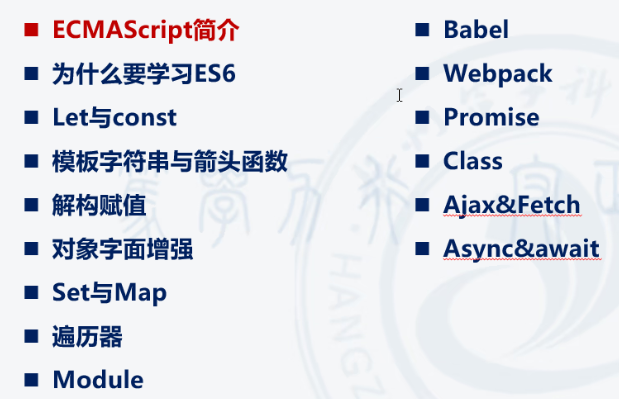 ECMAScript简介
为什么要学习ES6
Let与const
模板字符串与箭头函数
解构赋值
对象字面增强
Set与Map
遍历器
Module
Babel
Webpack
Promise
Class
Ajax&Fetch
Async&await
HANGZ